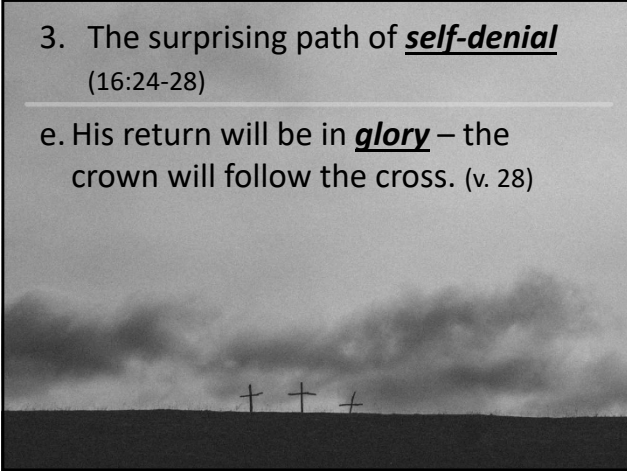 3. The surprising path of self-denial
(16:24-28)
e. His return will be in glory – the
crown will follow the cross. (v. 28)